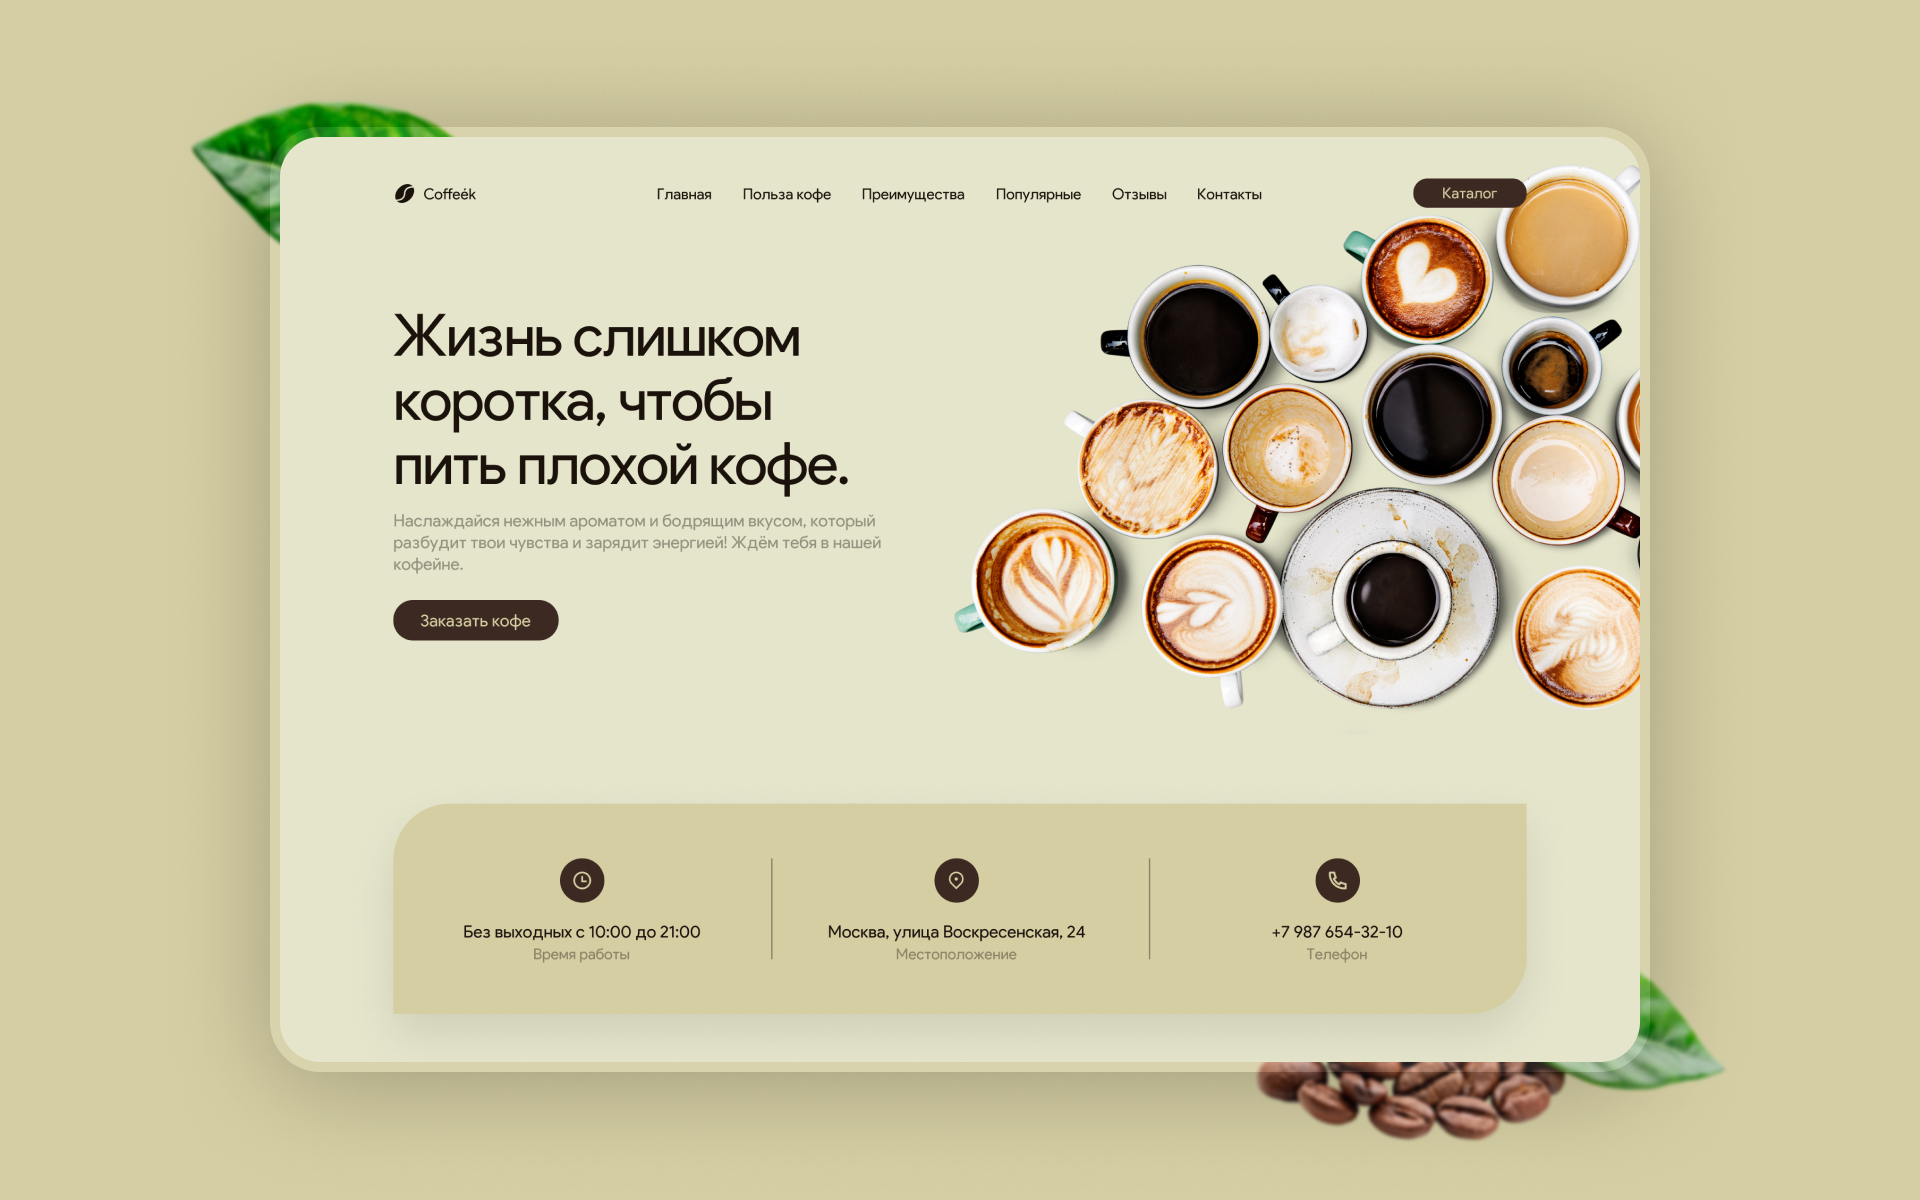 Coffeék
Главная Польза кофе Преимущества Популярные Отзывы Контакты
Каталог
Жизнь слишком
коротка, чтобы
пить плохой кофе.
Наслаждайся нежным ароматом и бодрящим вкусом, который
разбудит твои чувства и зарядит энергией! Ждём тебя в нашей
кофейне.
Заказать кофе
Без выходных с 10:00 до 21:00
Время работы
Москва, улица Воскресенская, 24
Местоположение
+7 987 654-32-10
Телефон